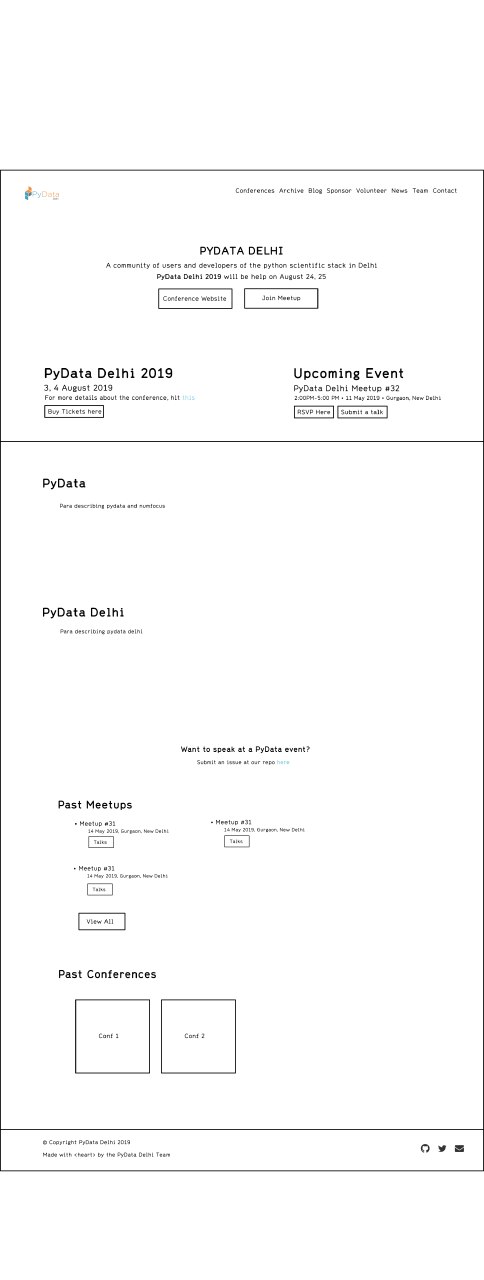 PyData
Conferences Archive Blog Sponsor Volunteer News Team Contact
PYDATA DELHI
A community of users and developers of the python scientific stack in Delhi
PyData Delhi 2019 will be help on August 24, 25
Conference Website
Join Meetup
PyData Delhi 2019
3, 4 August 2019
For more details about the conference, hit this
Buy Tickets here
Upcoming Event
PyData Delhi Meetup #32
2:00PM-5:00 PM • 11 May 2019 • Gurgaon, New Delhi
RSVP Here
Submit a talk
PyData
Para describing pydata and numfocus
PyData Delhi
Para describing pydata delhi
Want to speak at a PyData event?
Submit an issue at our repo here
Past Meetups
• Meetup #31
14 May 2019, Gurgaon, New Delhi
Talks
• Meetup #31
14 May 2019, Gurgaon, New Delhi
Talks
• Meetup #31
14 May 2019, Gurgaon, New Delhi
Talks
View All
Past Conferences
Conf 1
Conf 2
© Copyright PyData Delhi 2019
Made with <heart> by the PyData Delhi Team